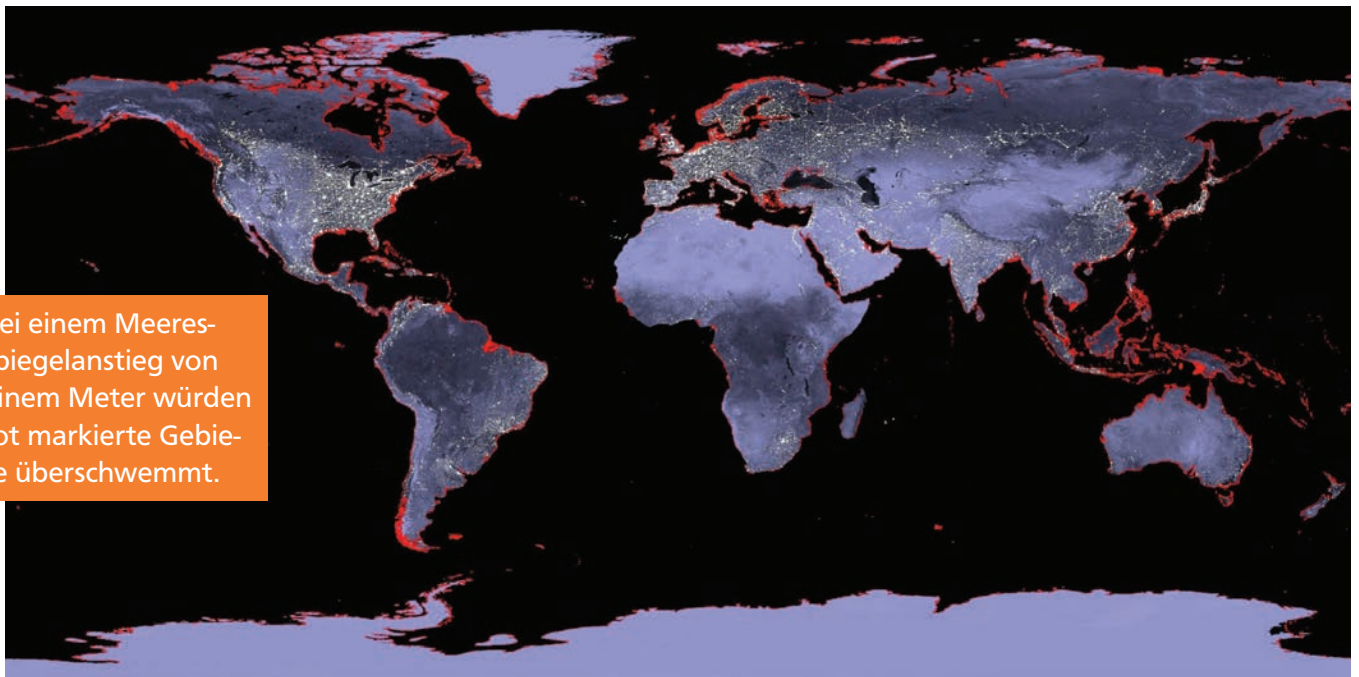 ei einem Meeres-
piegelanstieg von
inem Meter würden
ot markierte Gebie-
e überschwemmt.